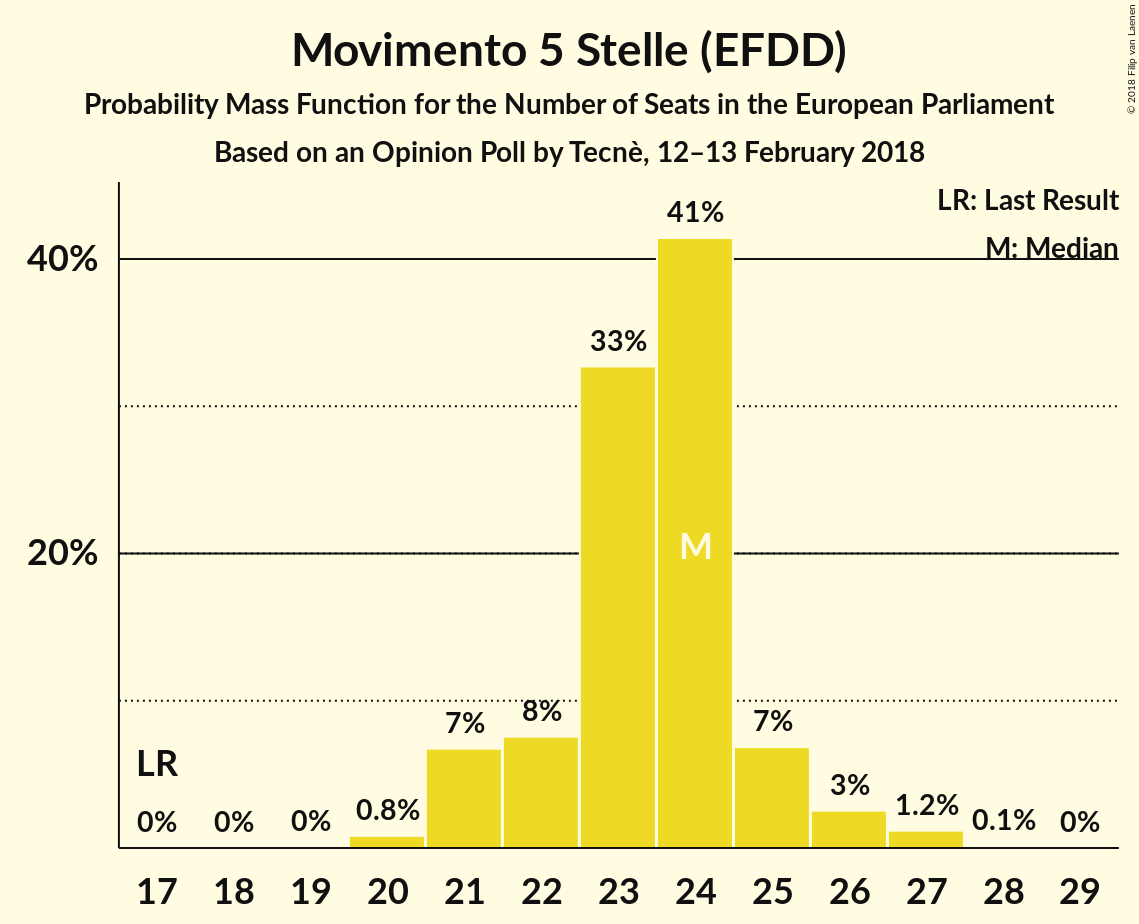 Movimento 5 Stelle (EFDD)
Probability Mass Function for the Number of Seats in the European Parliament
Based on an Opinion Poll by Tecnè, 12–13 February 2018
© 2018 Filip van Laenen
LR: Last Result
M: Median
40%
20%
41%
33%
M
8%
7%
7%
LR
3%
1.2%
0.8%
0.1%
0% 0% 0% 0%
17 18 19 20 21 22 23 24 25 26 27 28 29